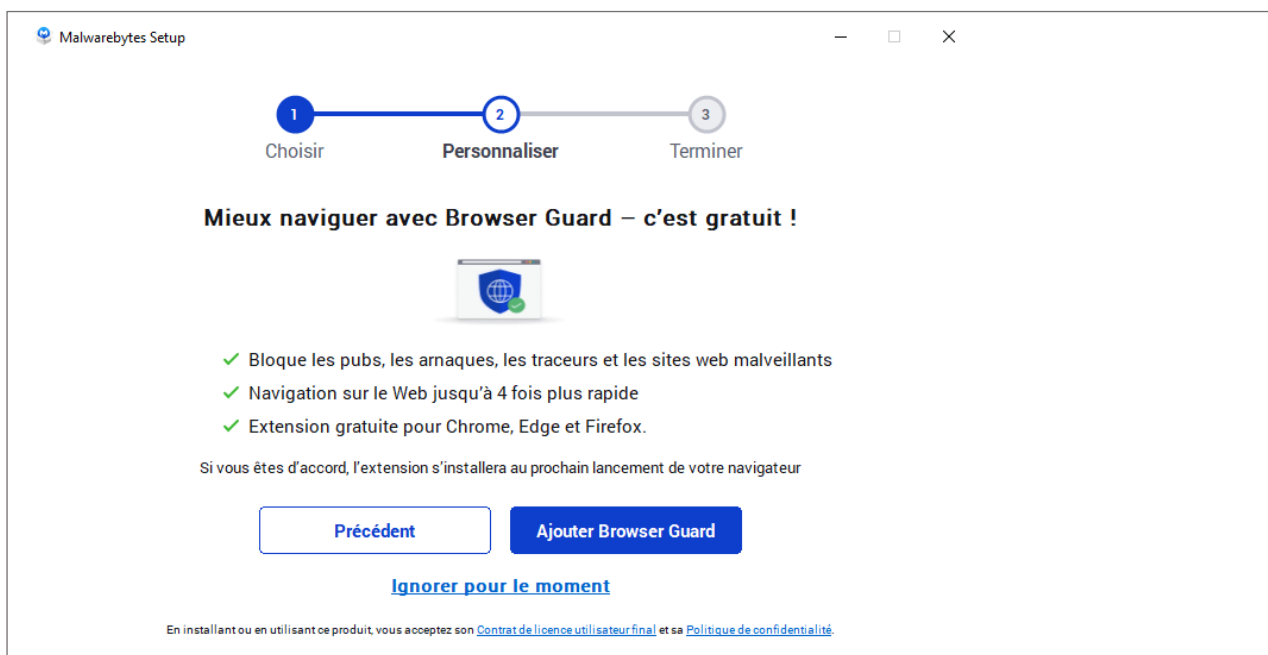 Malwarebytes Setup
1 2 3
Choisir Personnaliser Terminer
Mieux naviguer avec Browser Guard – c’est gratuit !
Bloque les pubs, les arnaques, les traceurs et les sites web malveillants
Navigation sur le Web jusqu’à 4 fois plus rapide
Extension gratuite pour Chrome, Edge et Firefox.
Si vous êtes d’accord, l’extension s’installera au prochain lancement de votre navigateur
Précédent Ajouter Browser Guard
Ignorer pour le moment
En installant ou en utilisant ce produit, vous acceptez son Contrat de licence utilisateur final et sa Politique de confidentialité.